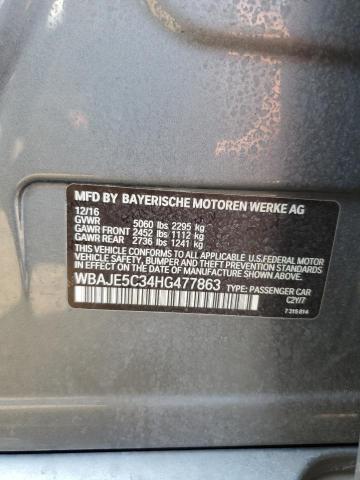 MFD BY BAYERISCHE MOTOREN WERKE AG
12/16
GVWR 5060 lbs 2295 kg
GAWR FRONT 2452 lbs 1112 kg
GAWR REAR 2736 lbs 1241 kg
THIS VEHICLE CONFORMS TO ALL APPLICABLE U.S.FEDERAL MOTOR
VEHICLE SAFETY, BUMPER, AND THEFT PREVENTION STANDARDS
IN EFFECT ON THE DATE OF MANUFACTURE SHOWN ABOVE.
WBAJE5C34HG477863 TYPE: PASSENGER CAR
C2Y/7
7315814